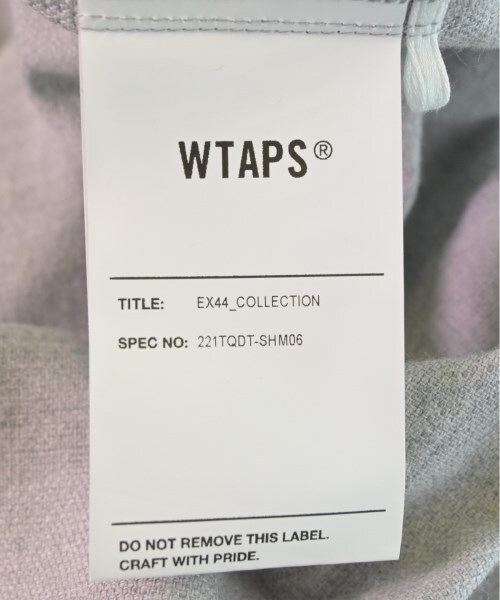 WTAPS®
TITLE: EX44_COLLECTION
SPEC NO: 221TQDT-SHM06
DO NOT REMOVE THIS LABEL.
CRAFT WITH PRIDE.